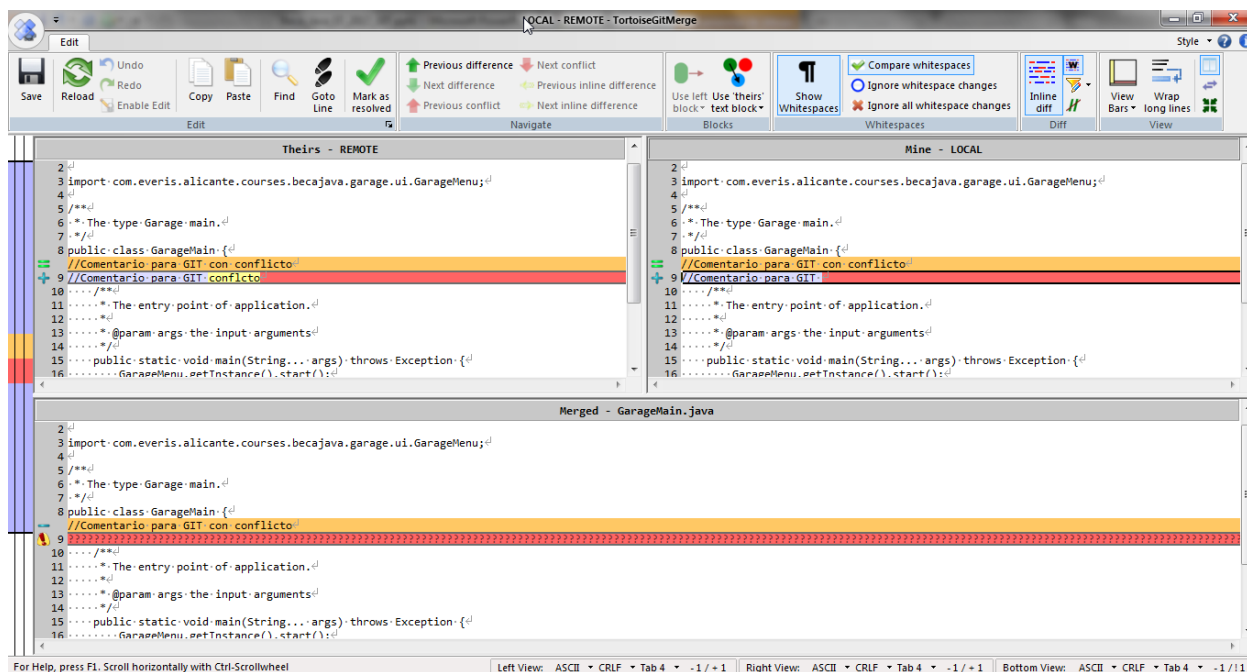 LOCAL - REMOTE - TortoiseGitMerge
Edit
Style
Save
Reload
Undo
Redo
Enable Edit
Copy
Paste
Find
Goto Line
Mark as resolved
Edit
Previous difference
Next difference
Previous conflict
Next conflict
Previous inline difference
Next inline difference
Navigate
Use left block
Use 'theirs' text block
Blocks
Show Whitespaces
Compare whitespaces
Ignore whitespace changes
Ignore all whitespace changes
Whitespaces
Inline diff
Diff
View Bars
Wrap long lines
View
Theirs - REMOTE
2
3 import·com.everis.alicante.courses.becajava.garage.ui.GarageMenu;
4
5 /**
6 ·*·The·type·Garage·main.
7 ·*/
8 public·class·GarageMain·{
//Comentario·para·GIT·con·conflicto
9 //Comentario·para·GIT·conflcto
10 ····/**
11 ·····*·The·entry·point·of·application.
12 ·····*
13 ·····*·@param·args·the·input·arguments
14 ·····*/
15 ····public·static·void·main(String...·args)·throws·Exception·{
16 ········GarageMenu.getInstance().start();
Mine - LOCAL
2
3 import·com.everis.alicante.courses.becajava.garage.ui.GarageMenu;
4
5 /**
6 ·*·The·type·Garage·main.
7 ·*/
8 public·class·GarageMain·{
//Comentario·para·GIT·con·conflicto
9 //Comentario·para·GIT·
10 ····/**
11 ·····*·The·entry·point·of·application.
12 ·····*
13 ·····*·@param·args·the·input·arguments
14 ·····*/
15 ····public·static·void·main(String...·args)·throws·Exception·{
16 ········GarageMenu.getInstance().start();
Merged - GarageMain.java
2
3 import·com.everis.alicante.courses.becajava.garage.ui.GarageMenu;
4
5 /**
6 ·*·The·type·Garage·main.
7 ·*/
8 public·class·GarageMain·{
//Comentario·para·GIT·con·conflicto
9
10 ····/**
11 ·····*·The·entry·point·of·application.
12 ·····*
13 ·····*·@param·args·the·input·arguments
14 ·····*/
15 ····public·static·void·main(String...·args)·throws·Exception·{
16 ········GarageMenu.getInstance().start();
For Help, press F1. Scroll horizontally with Ctrl-Scrollwheel
Left View: ASCII CRLF Tab 4 -1 / +1
Right View: ASCII CRLF Tab 4 -1 / +1
Bottom View: ASCII CRLF Tab 4 -1 / !1